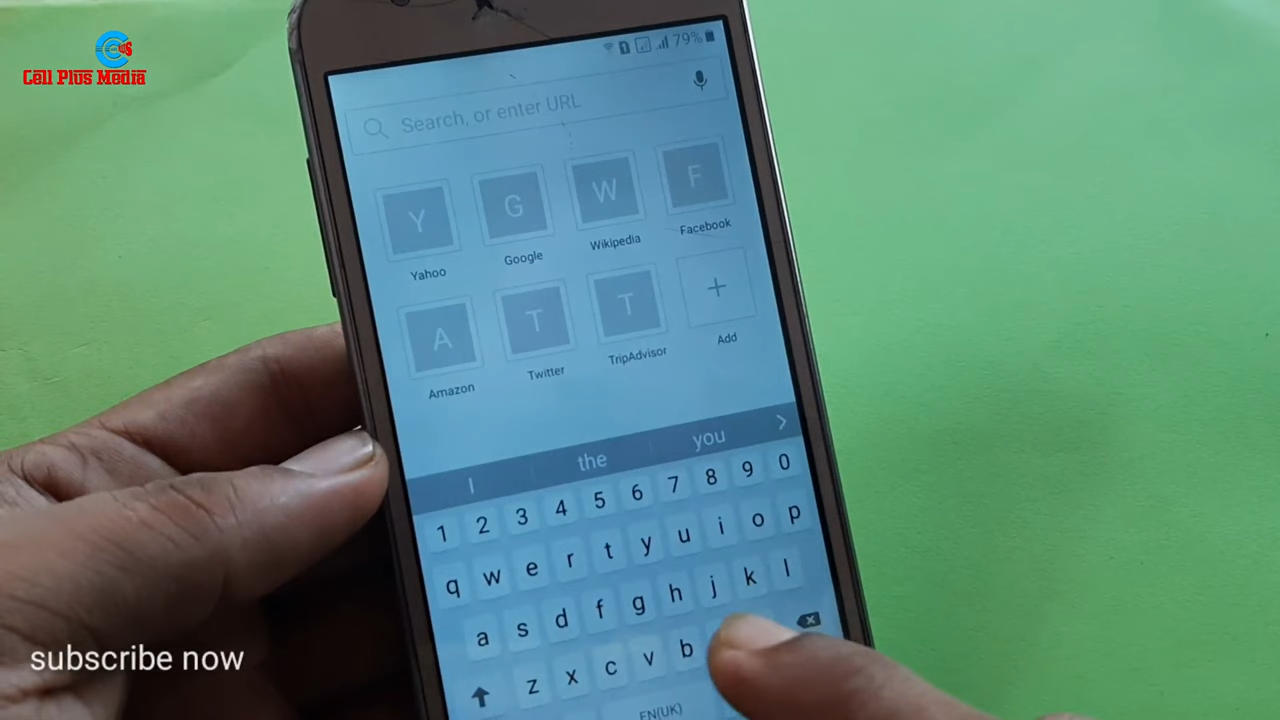 Cell Plus Media
79%
Search, or enter URL
Y G W F
Yahoo Google Wikipedia Facebook
A T T +
Amazon Twitter TripAdvisor Add
I the you >
1 2 3 4 5 6 7 8 9 0
q w e r t y u i o p
a s d f g h j k l
z x c v b
EN(UK)
subscribe now